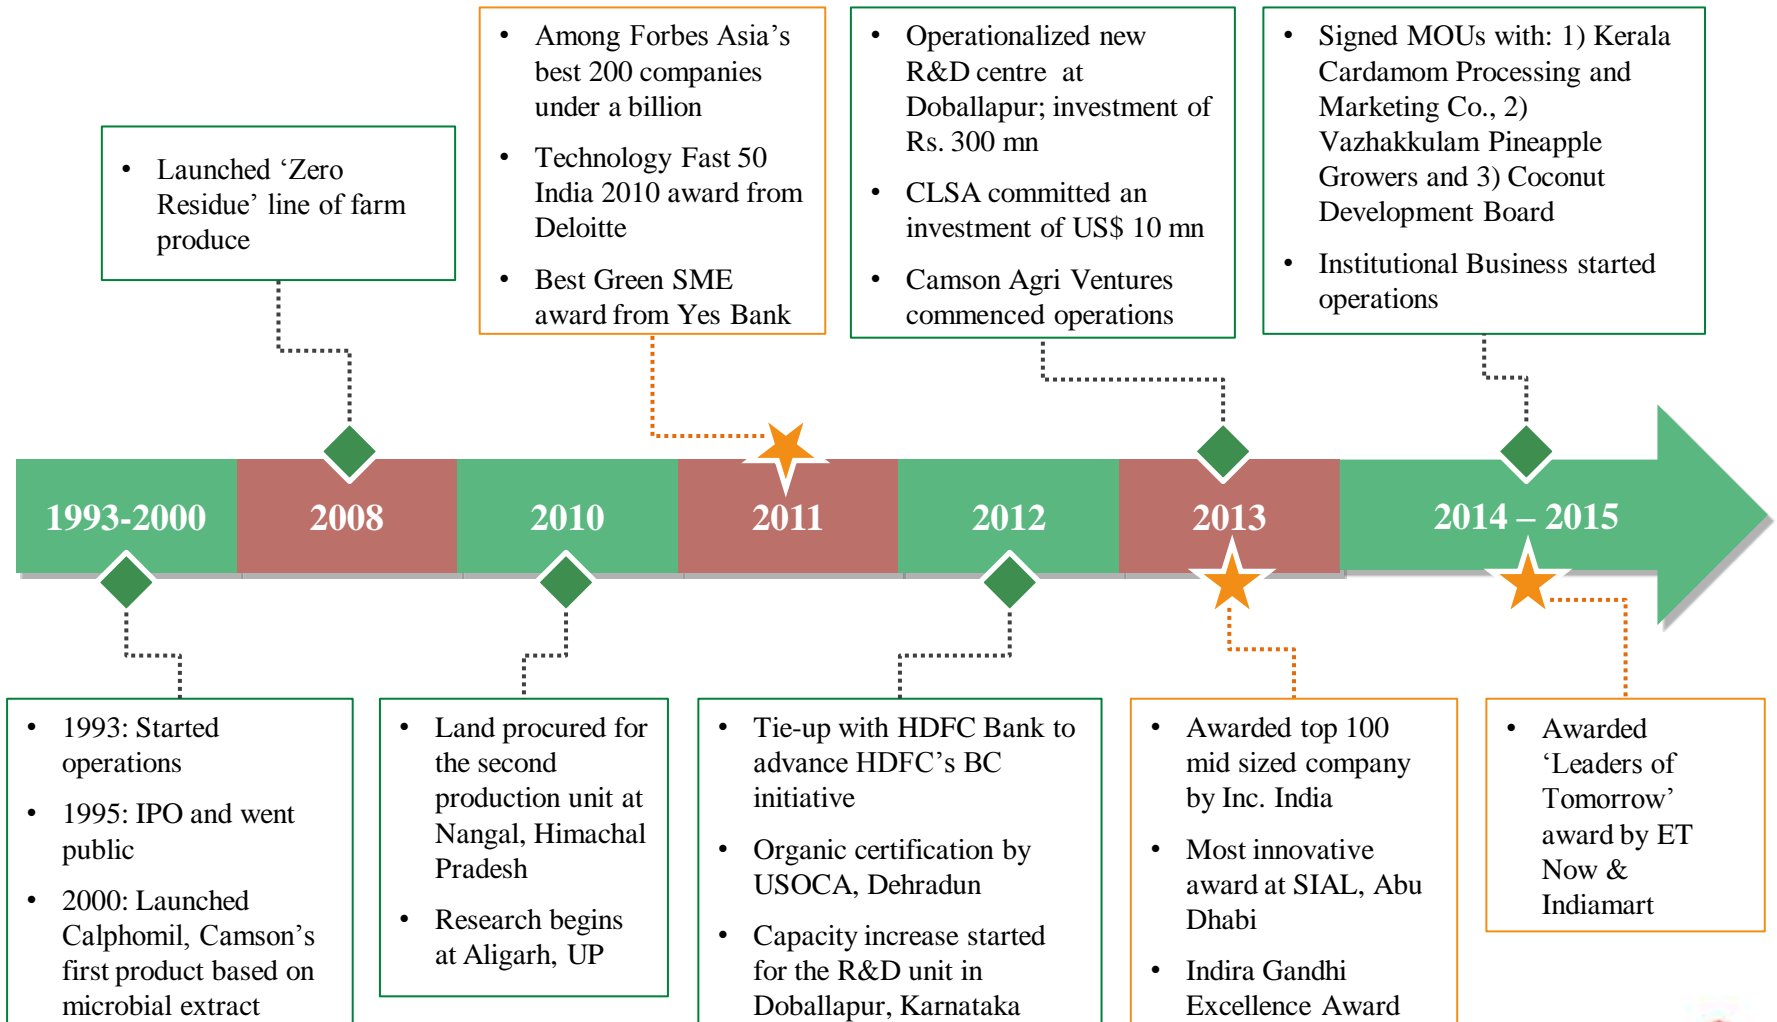 • Launched ‘Zero
Residue’ line of farm
produce
• Among Forbes Asia’s
best 200 companies
under a billion
• Technology Fast 50
India 2010 award from
Deloitte
• Best Green SME
award from Yes Bank
• Operationalized new
R&D centre at
Doballapur; investment of
Rs. 300 mn
• CLSA committed an
investment of US$ 10 mn
• Camson Agri Ventures
commenced operations
• Signed MOUs with: 1) Kerala
Cardamom Processing and
Marketing Co., 2)
Vazhakkulam Pineapple
Growers and 3) Coconut
Development Board
• Institutional Business started
operations
1993-2000
2008
2010
2011
2012
2013
2014 – 2015
• 1993: Started
operations
• 1995: IPO and went
public
• 2000: Launched
Calphomil, Camson’s
first product based on
microbial extract
• Land procured for
the second
production unit at
Nangal, Himachal
Pradesh
• Research begins
at Aligarh, UP
• Tie-up with HDFC Bank to
advance HDFC’s BC
initiative
• Organic certification by
USOCA, Dehradun
• Capacity increase started
for the R&D unit in
Doballapur, Karnataka
• Awarded top 100
mid sized company
by Inc. India
• Most innovative
award at SIAL, Abu
Dhabi
• Indira Gandhi
Excellence Award
• Awarded
‘Leaders of
Tomorrow’
award by ET
Now &
Indiamart